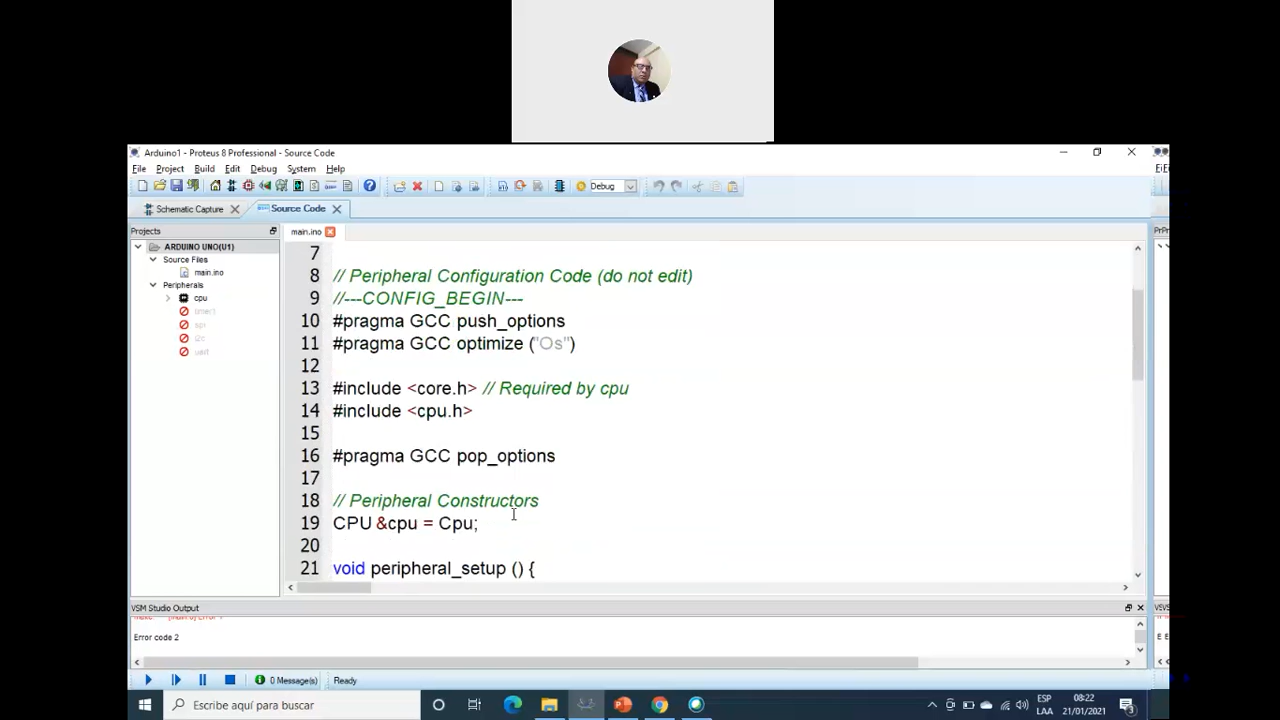 Arduino1 - Proteus 8 Professional - Source Code
File Project Build Edit Debug System Help
Debug
Schematic Capture
Source Code
Projects
main.ino
ARDUINO UNO(U1)
Source Files
main.ino
Peripherals
cpu
timer1
spi
i2c
uart
7
8 // Peripheral Configuration Code (do not edit)
9 //---CONFIG_BEGIN---
10 #pragma GCC push_options
11 #pragma GCC optimize ("Os")
12
13 #include <core.h> // Required by cpu
14 #include <cpu.h>
15
16 #pragma GCC pop_options
17
18 // Peripheral Constructors
19 CPU &cpu = Cpu;
20
21 void peripheral_setup () {
VSM Studio Output
Error code 2
0 Message(s)
Ready
Escribe aquí para buscar
ESP
LAA
08:22
21/01/2021
3